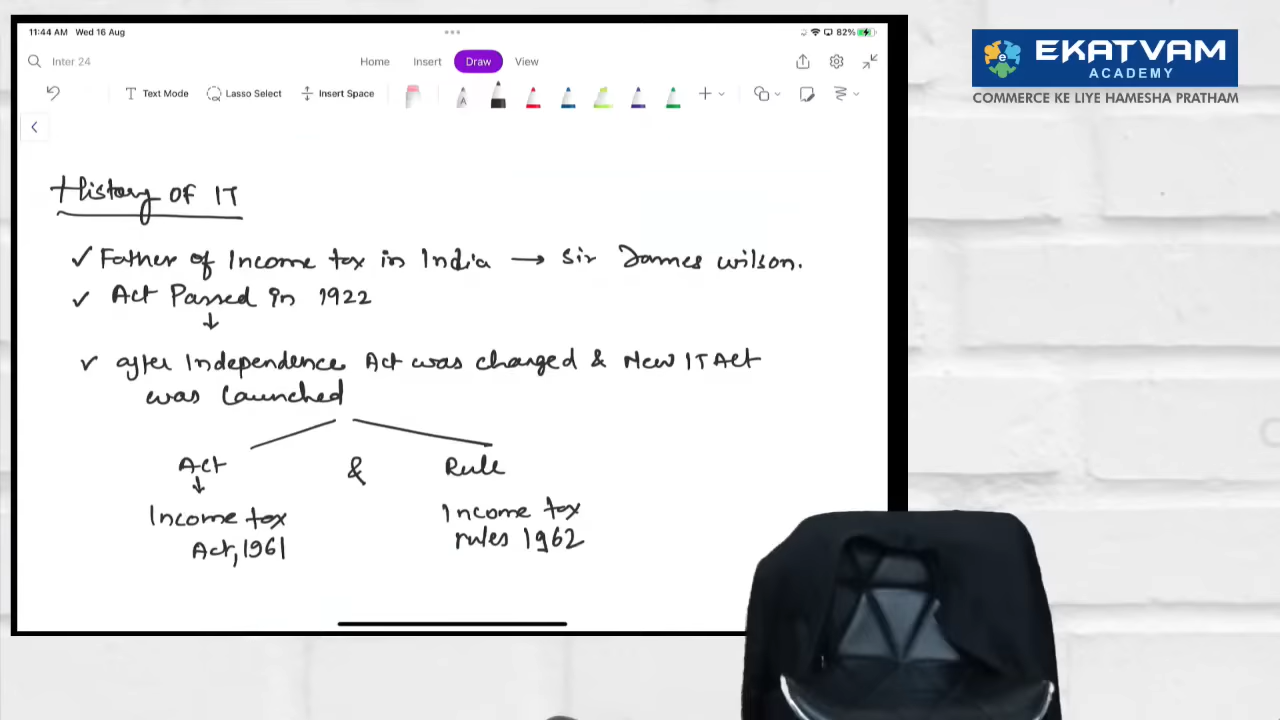 11:44 AM Wed 16 Aug
82%
Inter 24
Home Insert Draw View
Text Mode Lasso Select Insert Space
EKATVAM
ACADEMY
COMMERCE KE LIYE HAMESHA PRATHAM
History of IT
✓ Father of Income tax in India → Sir James Wilson.
✓ Act Passed in 1922
↓
✓ after Independence Act was changed & New IT Act
was launched
Act & Rule
↓
Income tax
Act, 1961
Income tax
rules 1962